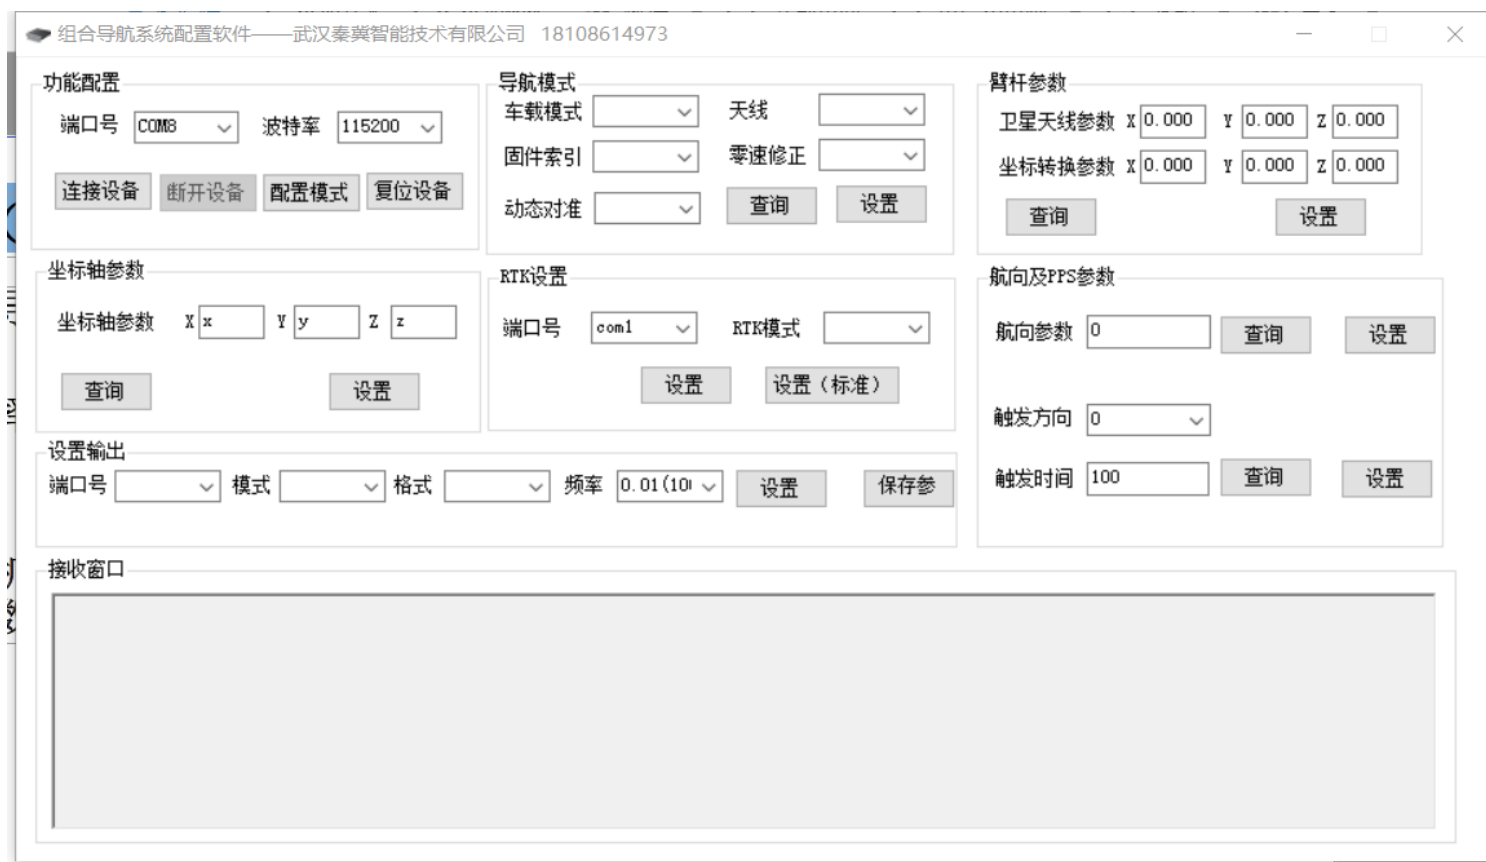 组合导航系统配置软件——武汉秦冀智能技术有限公司 18108614973
功能配置
端口号 COM8 波特率 115200
连接设备 断开设备 配置模式 复位设备
导航模式
车载模式 天线
固件索引 零速修正
动态对准 查询 设置
臂杆参数
卫星天线参数 X 0.000 Y 0.000 Z 0.000
坐标转换参数 X 0.000 Y 0.000 Z 0.000
查询 设置
坐标轴参数
坐标轴参数 X x Y y Z z
查询 设置
RTK设置
端口号 com1 RTK模式
设置 设置（标准）
航向及PPS参数
航向参数 0 查询 设置
触发方向 0
触发时间 100 查询 设置
设置输出
端口号 模式 格式 频率 0.01(10 设置 保存参
接收窗口